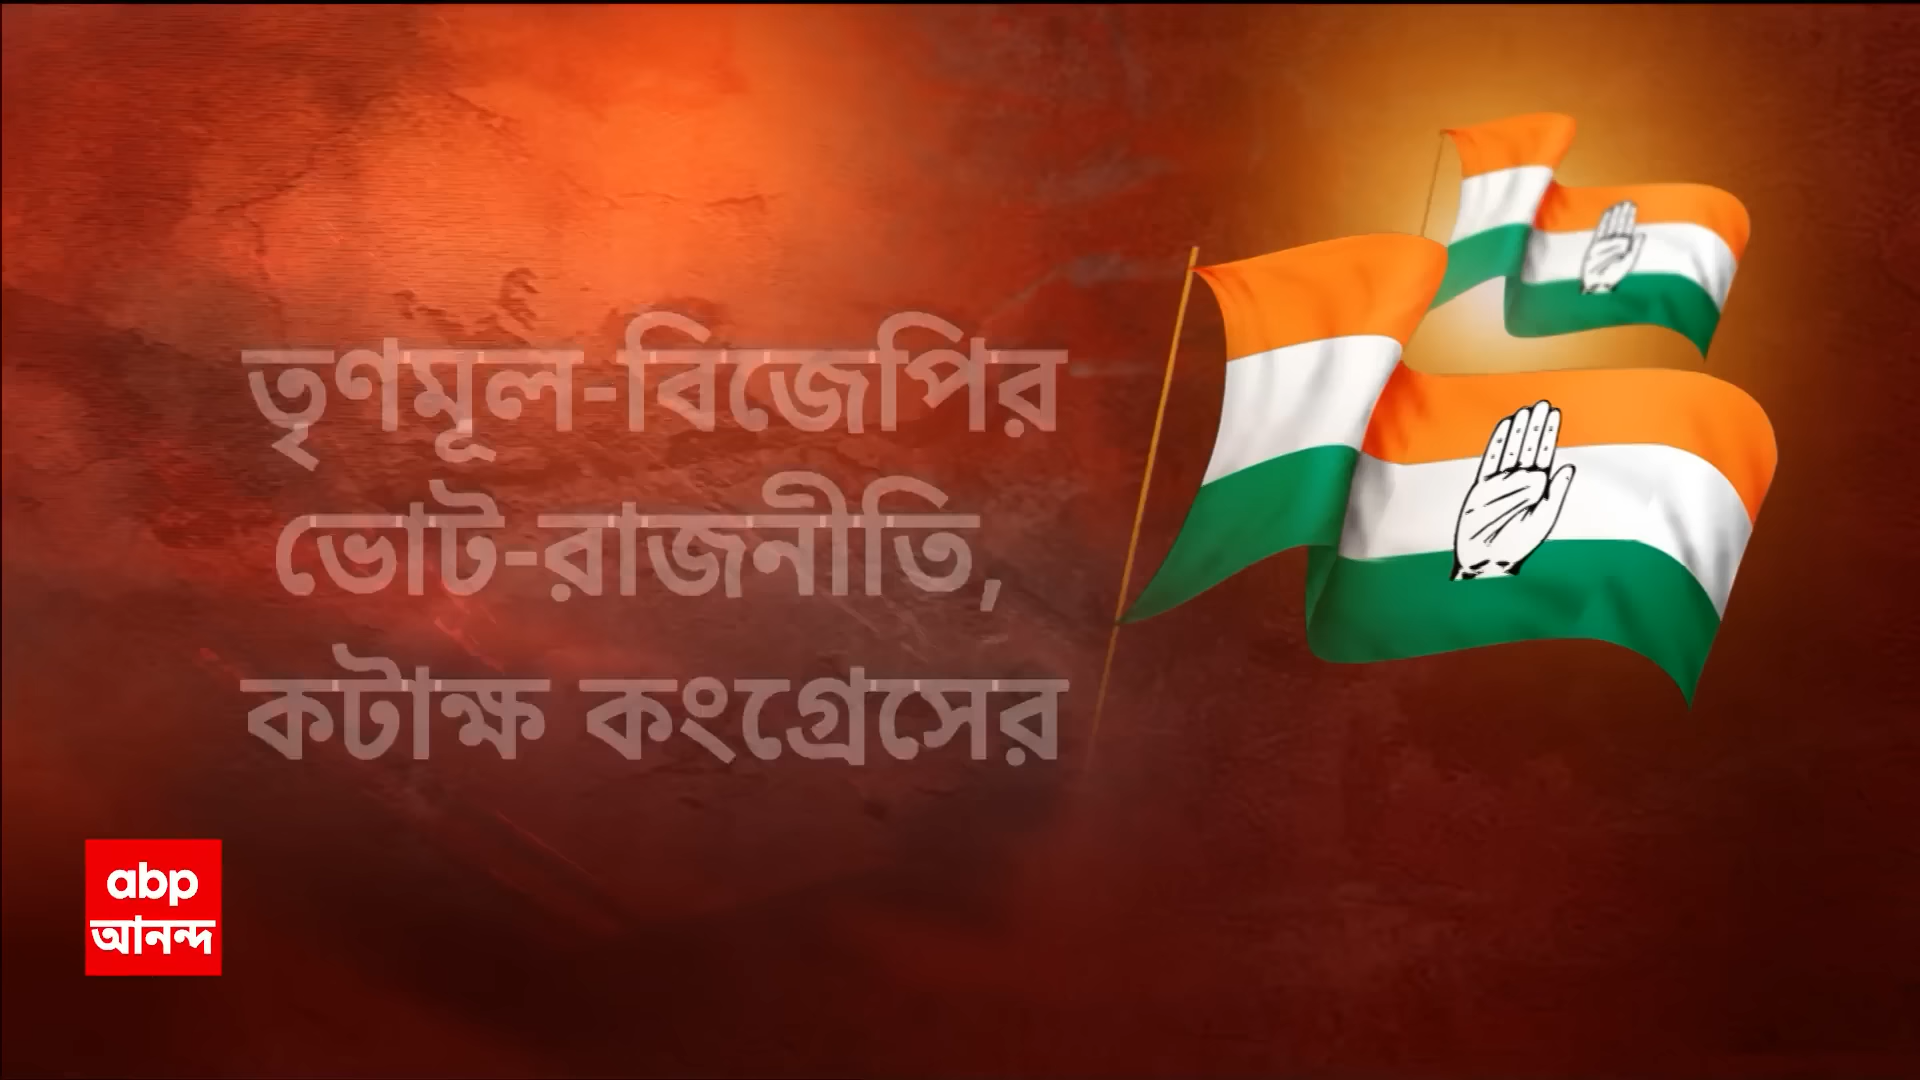 তৃণমূল-বিজেপির
ভোট-রাজনীতি,
কটাক্ষ কংগ্রেসের
abp
আনন্দ